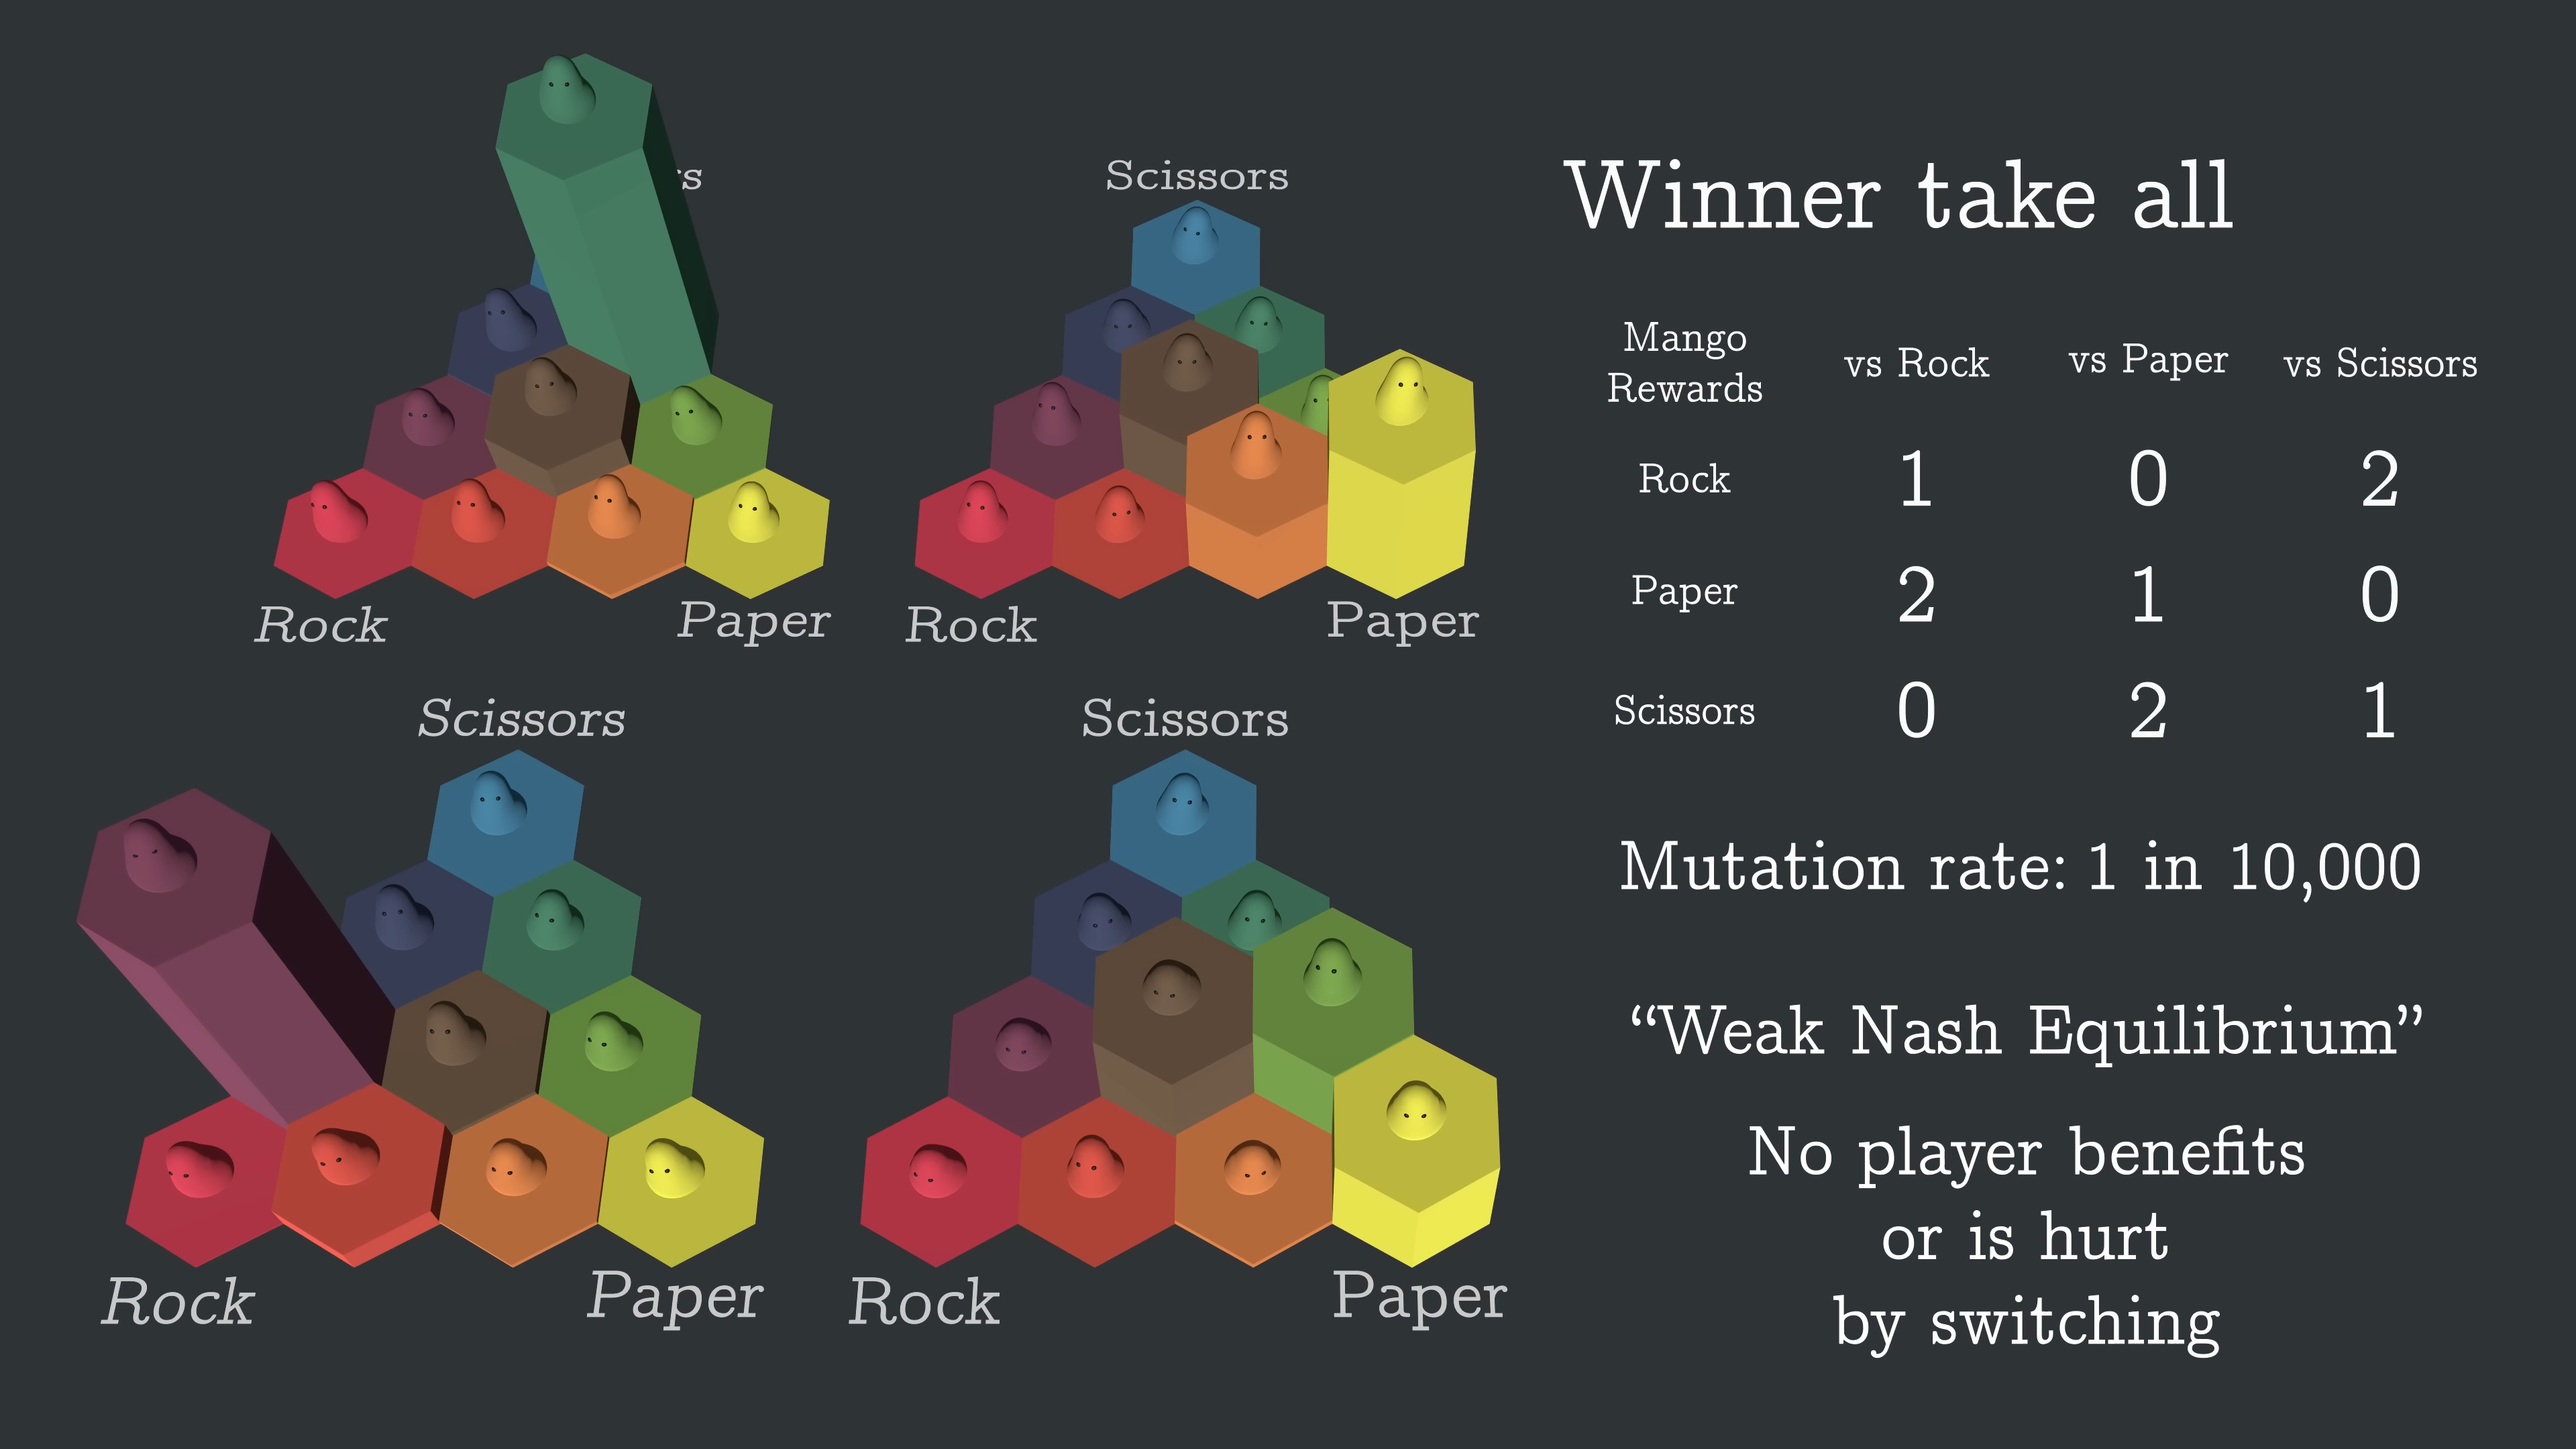 Scissors
Rock
Paper
Rock
Paper
Scissors
Scissors
Rock
Paper
Rock
Paper
Winner take all
Mango
Rewards
vs Rock vs Paper vs Scissors
Rock 1 0 2
Paper 2 1 0
Scissors 0 2 1
Mutation rate: 1 in 10,000
“Weak Nash Equilibrium”
No player benefits
or is hurt
by switching